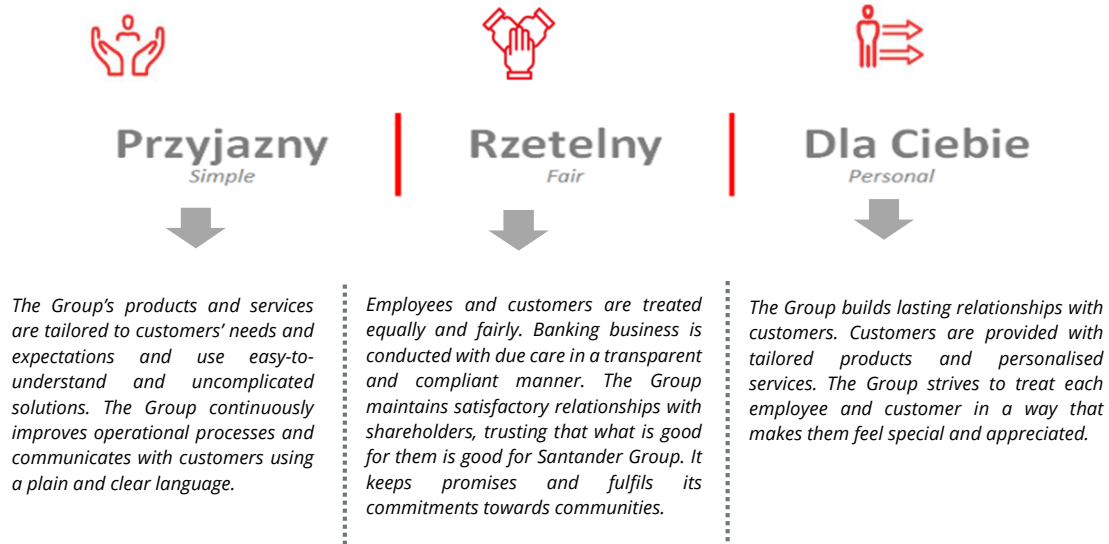 Przyjazny
Simple
Rzetelny
Fair
Dla Ciebie
Personal
The Group’s products and services
are tailored to customers’ needs and
expectations and use easy-to-
understand and uncomplicated
solutions. The Group continuously
improves operational processes and
communicates with customers using
a plain and clear language.
Employees and customers are treated
equally and fairly. Banking business is
conducted with due care in a transparent
and compliant manner. The Group
maintains satisfactory relationships with
shareholders, trusting that what is good
for them is good for Santander Group. It
keeps promises and fulfils its
commitments towards communities.
The Group builds lasting relationships with
customers. Customers are provided with
tailored products and personalised
services. The Group strives to treat each
employee and customer in a way that
makes them feel special and appreciated.